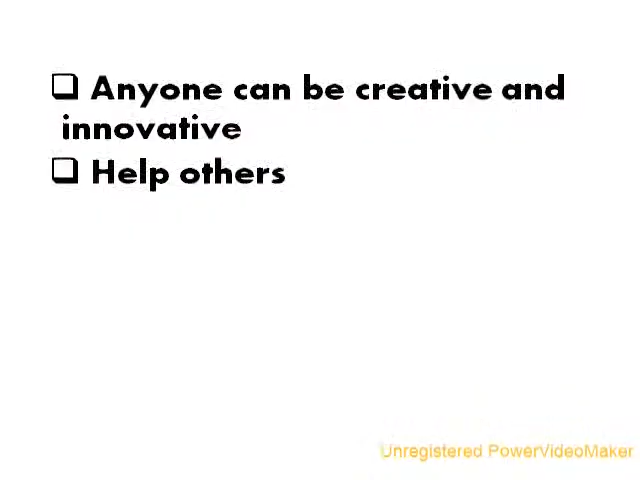 ❑ Anyone can be creative and
innovative
❑ Help others
Unregistered PowerVideoMaker